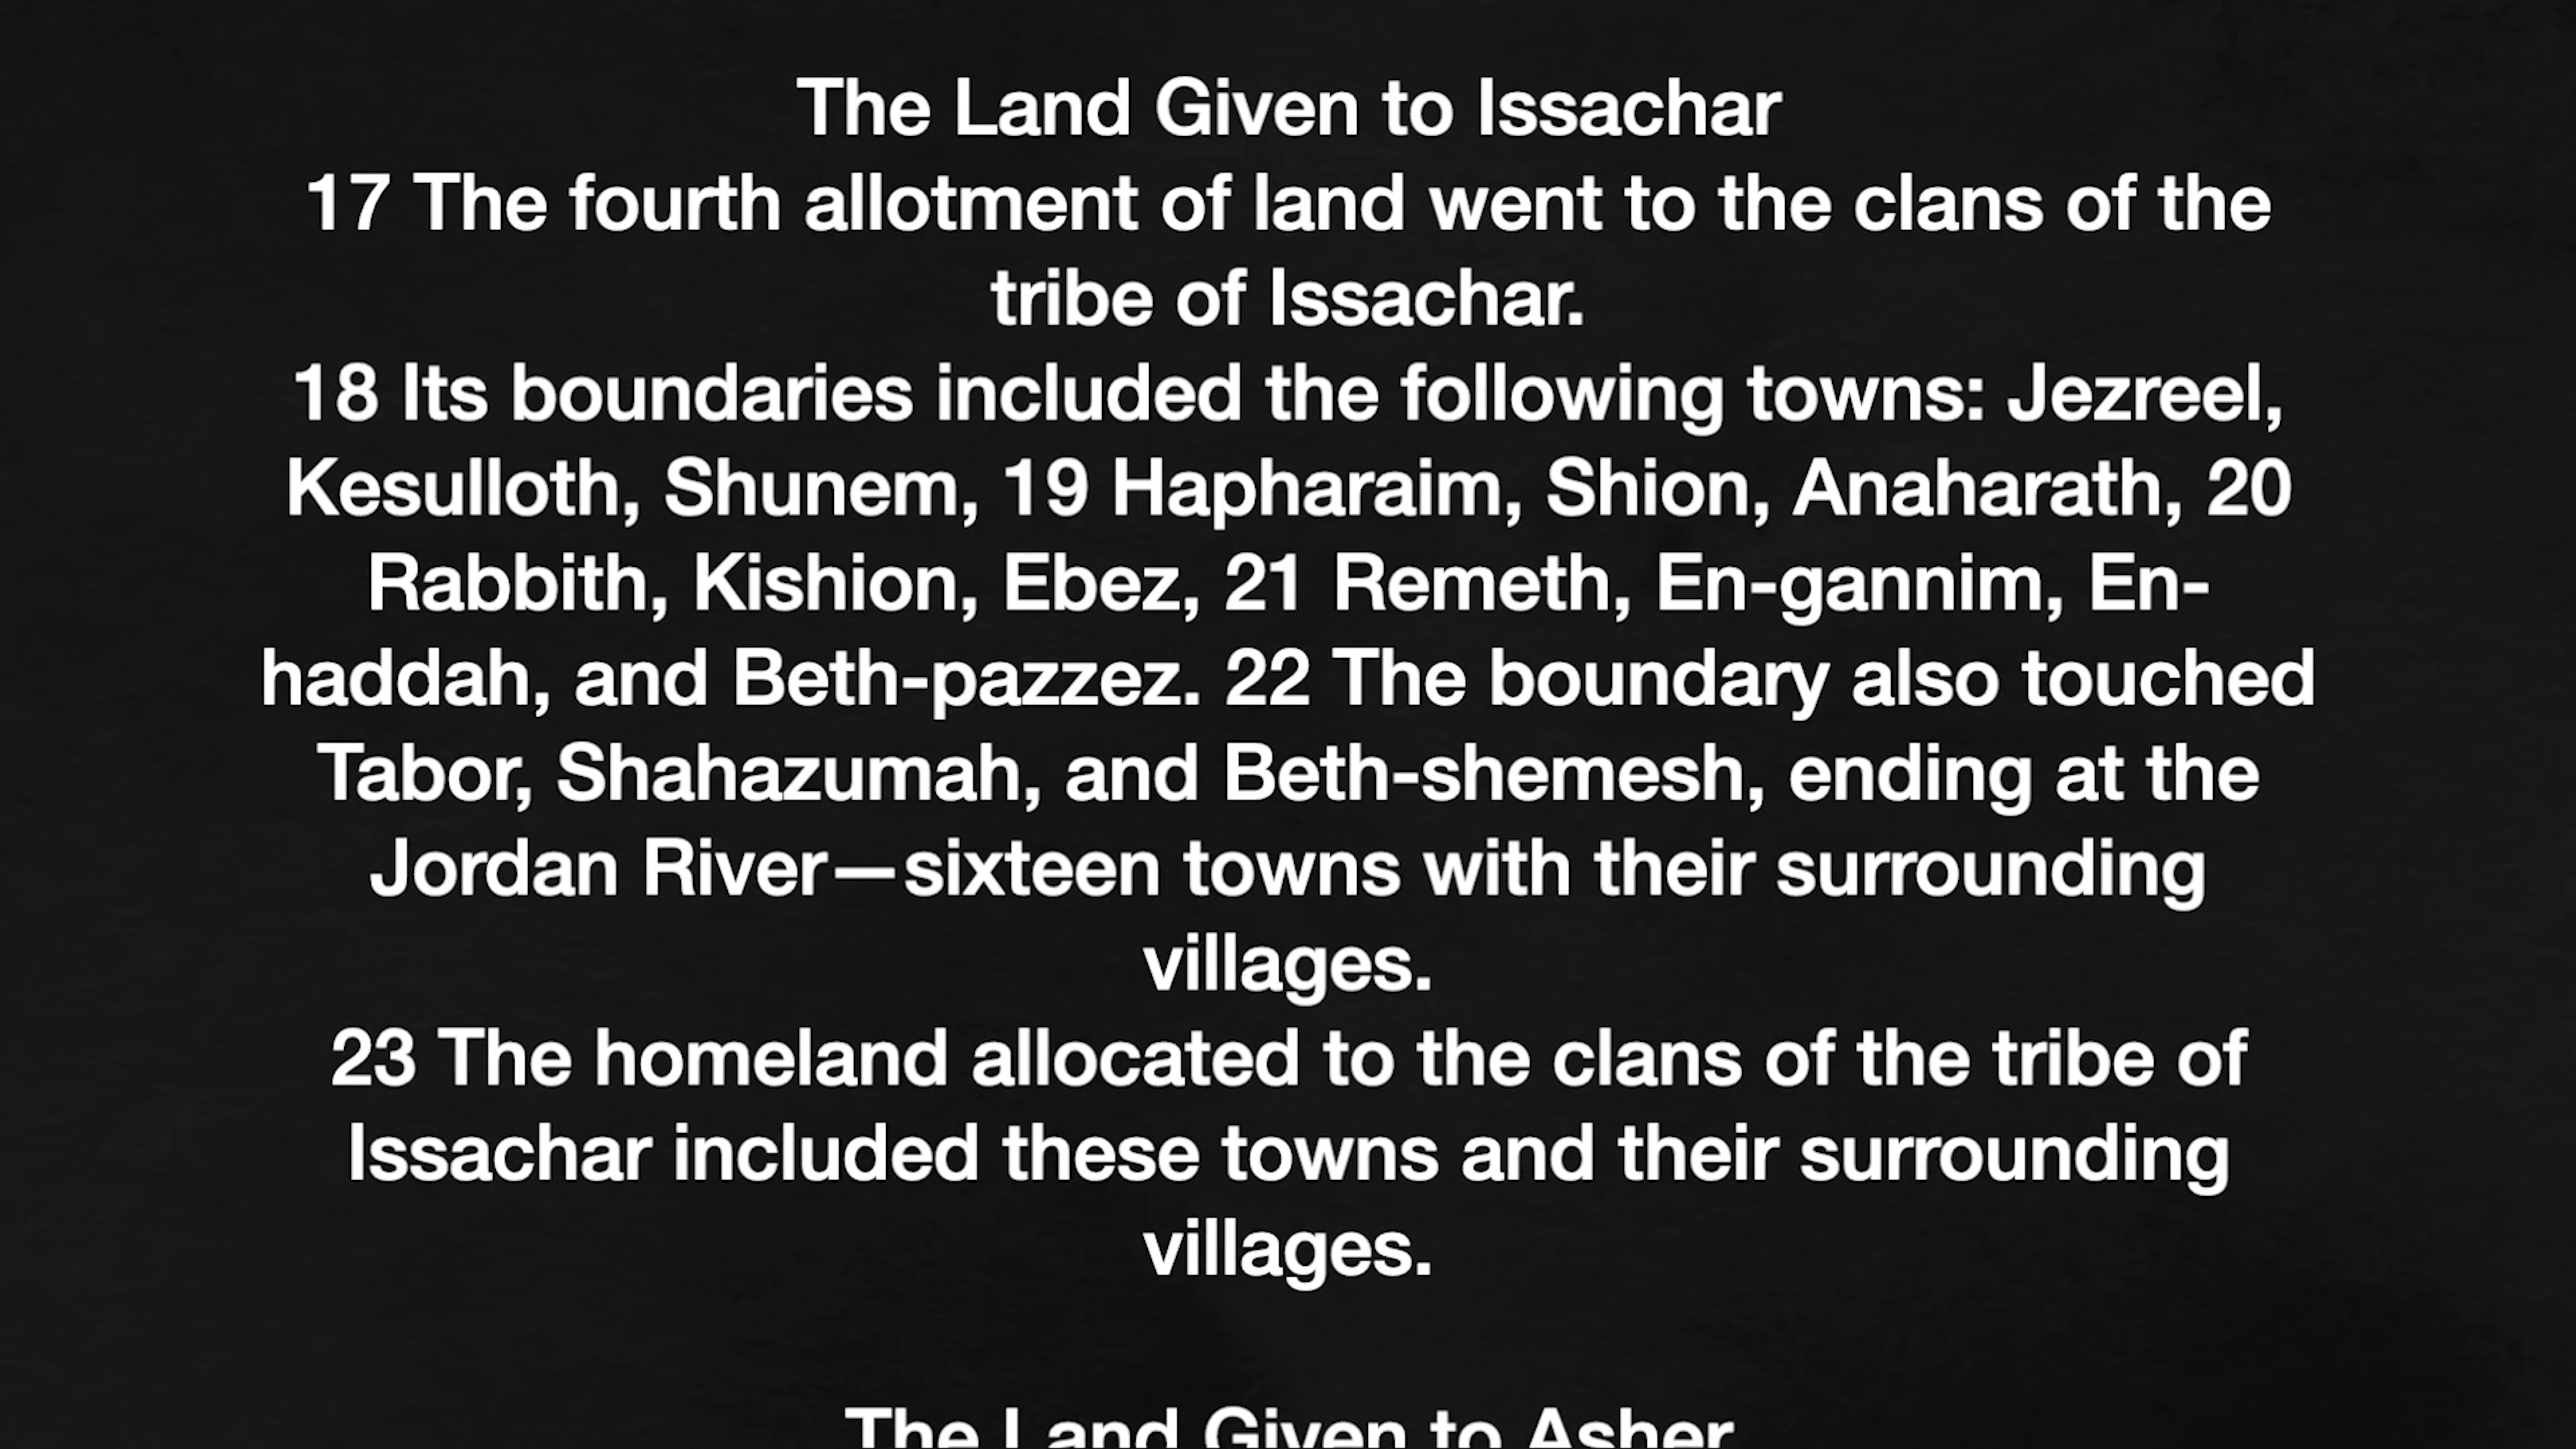 The Land Given to Issachar
17 The fourth allotment of land went to the clans of the
tribe of Issachar.
18 Its boundaries included the following towns: Jezreel,
Kesulloth, Shunem, 19 Hapharaim, Shion, Anaharath, 20
Rabbith, Kishion, Ebez, 21 Remeth, En-gannim, En-
haddah, and Beth-pazzez. 22 The boundary also touched
Tabor, Shahazumah, and Beth-shemesh, ending at the
Jordan River—sixteen towns with their surrounding
villages.
23 The homeland allocated to the clans of the tribe of
Issachar included these towns and their surrounding
villages.
The Land Given to Asher